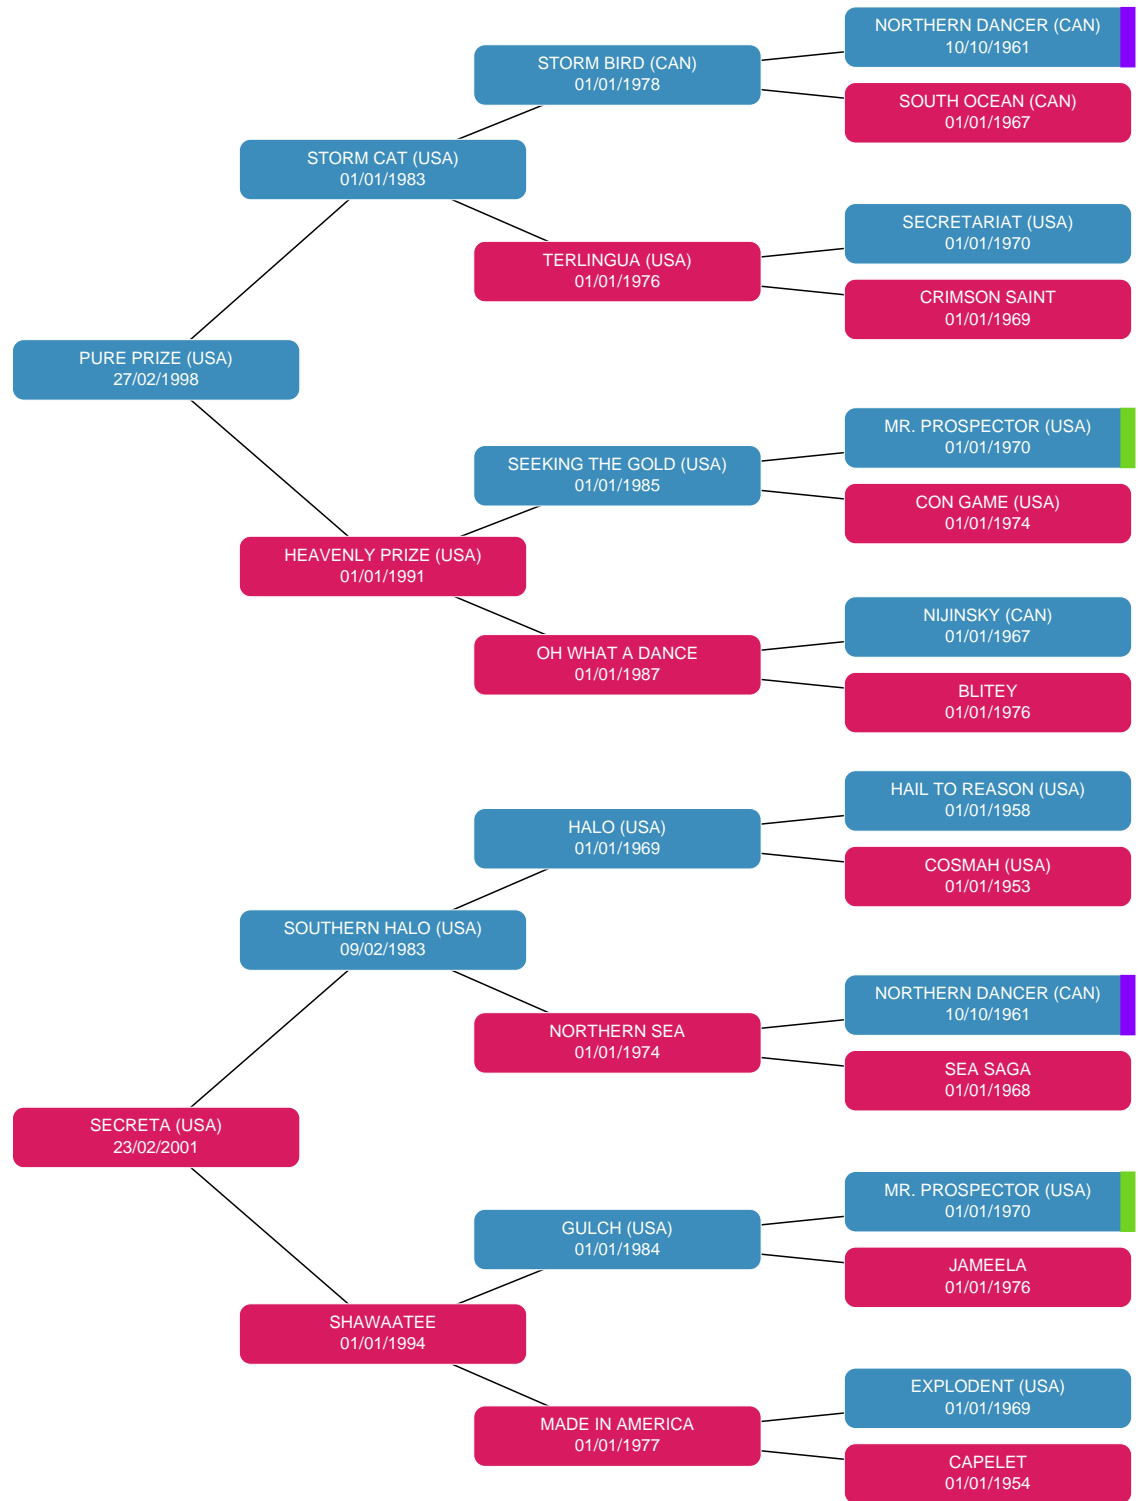 NORTHERN DANCER (CAN)
10/10/1961
STORM BIRD (CAN)
01/01/1978
SOUTH OCEAN (CAN)
01/01/1967
STORM CAT (USA)
01/01/1983
SECRETARIAT (USA)
01/01/1970
TERLINGUA (USA)
01/01/1976
CRIMSON SAINT
01/01/1969
PURE PRIZE (USA)
27/02/1998
MR. PROSPECTOR (USA)
01/01/1970
SEEKING THE GOLD (USA)
01/01/1985
CON GAME (USA)
01/01/1974
HEAVENLY PRIZE (USA)
01/01/1991
NIJINSKY (CAN)
01/01/1967
OH WHAT A DANCE
01/01/1987
BLITEY
01/01/1976
HAIL TO REASON (USA)
01/01/1958
HALO (USA)
01/01/1969
COSMAH (USA)
01/01/1953
SOUTHERN HALO (USA)
09/02/1983
NORTHERN DANCER (CAN)
10/10/1961
NORTHERN SEA
01/01/1974
SEA SAGA
01/01/1968
SECRETA (USA)
23/02/2001
MR. PROSPECTOR (USA)
01/01/1970
GULCH (USA)
01/01/1984
JAMEELA
01/01/1976
SHAWAATEE
01/01/1994
EXPLODENT (USA)
01/01/1969
MADE IN AMERICA
01/01/1977
CAPELET
01/01/1954